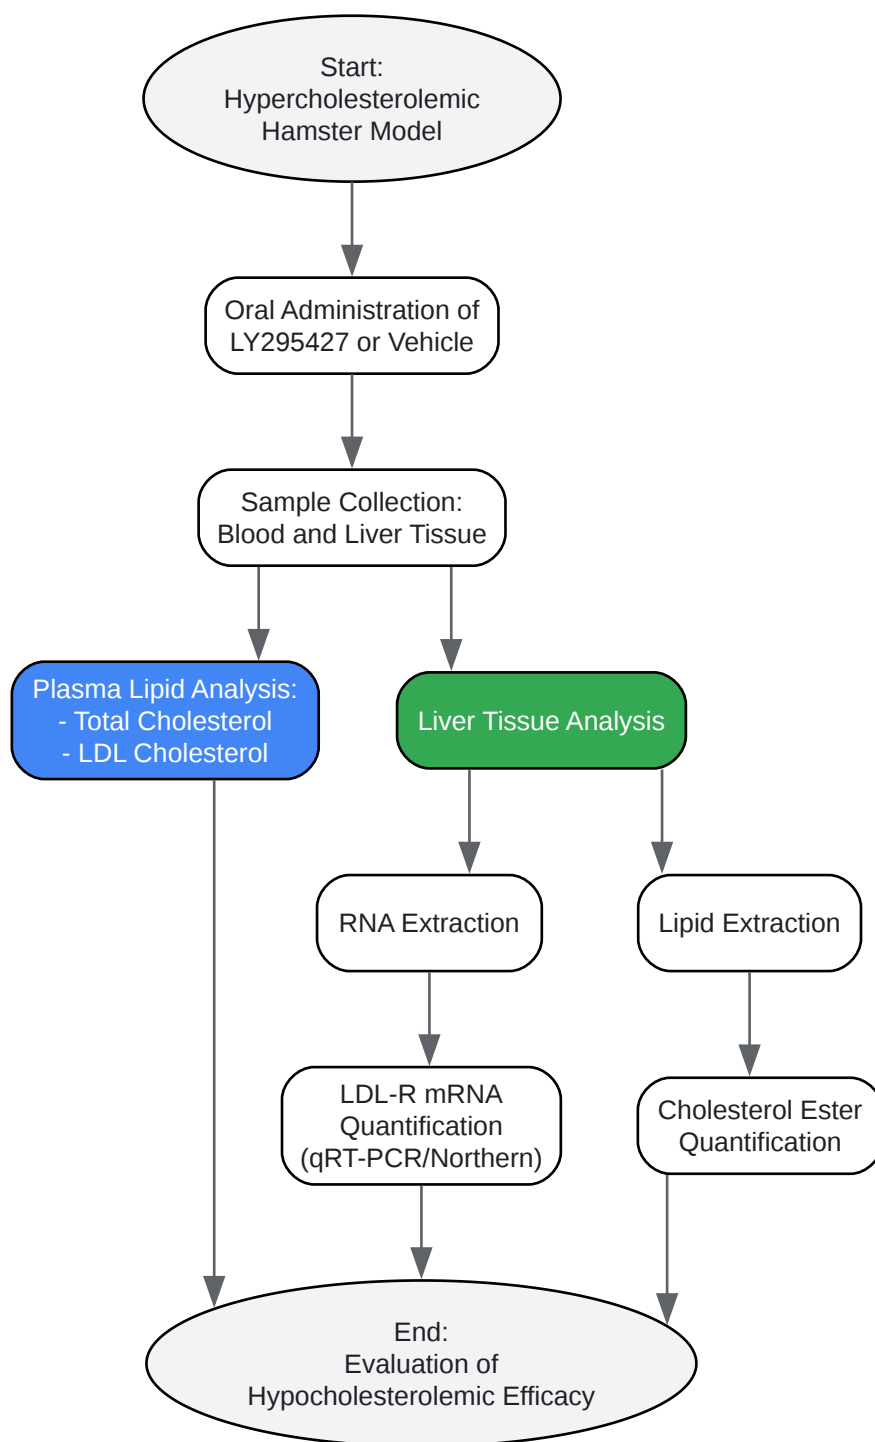 Start:
Hypercholesterolemic
Hamster Model
Oral Administration of
LY295427 or Vehicle
Sample Collection:
Blood and Liver Tissue
Plasma Lipid Analysis:
- Total Cholesterol
- LDL Cholesterol
Liver Tissue Analysis
RNA Extraction
Lipid Extraction
LDL-R mRNA
Quantification
(qRT-PCR/Northern)
Cholesterol Ester
Quantification
End:
Evaluation of
Hypocholesterolemic Efficacy